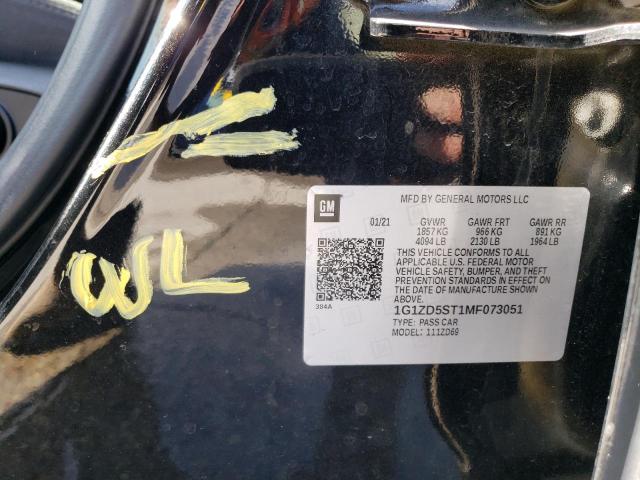 WL
GM
MFD BY GENERAL MOTORS LLC
01/21 GVWR GAWR FRT GAWR RR
1857 KG 966 KG 891 KG
4094 LB 2130 LB 1964 LB
THIS VEHICLE CONFORMS TO ALL
APPLICABLE U.S. FEDERAL MOTOR
VEHICLE SAFETY, BUMPER, AND THEFT
PREVENTION STANDARDS IN EFFECT ON
THE DATE OF MANUFACTURE SHOWN
ABOVE.
384A
1G1ZD5ST1MF073051
TYPE: PASS CAR
MODEL: 111ZD69